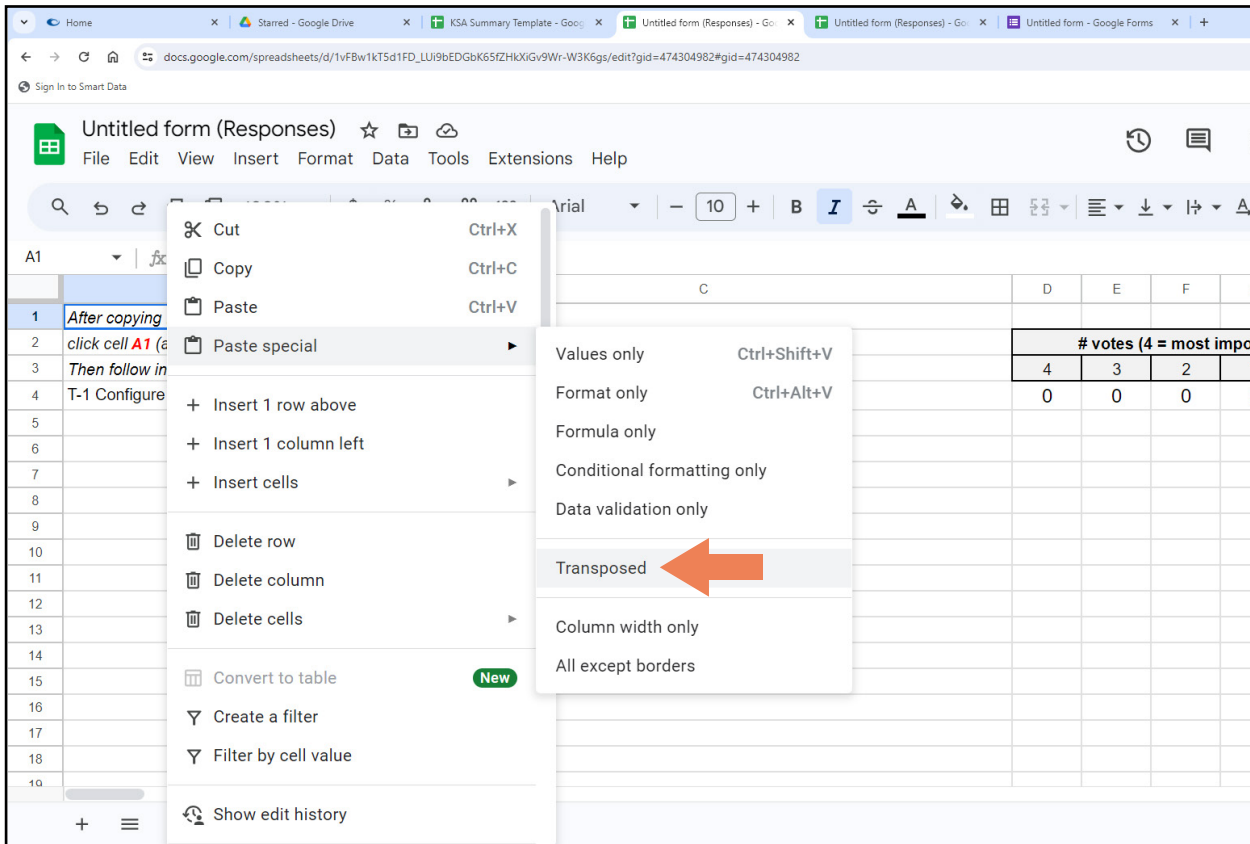 Home
Starred - Google Drive
KSA Summary Template - Goog
Untitled form (Responses) - Go
Untitled form (Responses) - Go
Untitled form - Google Forms
docs.google.com/spreadsheets/d/1vFBw1kT5d1FD_LUi9bEDGbK65fZHkXiGv9Wr-W3K6gs/edit?gid=474304982#gid=474304982
Sign In to Smart Data
Untitled form (Responses)
File Edit View Insert Format Data Tools Extensions Help
Arial 10 B I S A
A1 fx
C D E F
1 After copying
2 click cell A1 (a # votes (4 = most impo
3 Then follow in 4 3 2
4 T-1 Configure 0 0 0
5
6
7
8
9
10
11
12
13
14
15
16
17
18
19
Cut Ctrl+X
Copy Ctrl+C
Paste Ctrl+V
Paste special
Insert 1 row above
Insert 1 column left
Insert cells
Delete row
Delete column
Delete cells
Convert to table New
Create a filter
Filter by cell value
Show edit history
Values only Ctrl+Shift+V
Format only Ctrl+Alt+V
Formula only
Conditional formatting only
Data validation only
Transposed
Column width only
All except borders